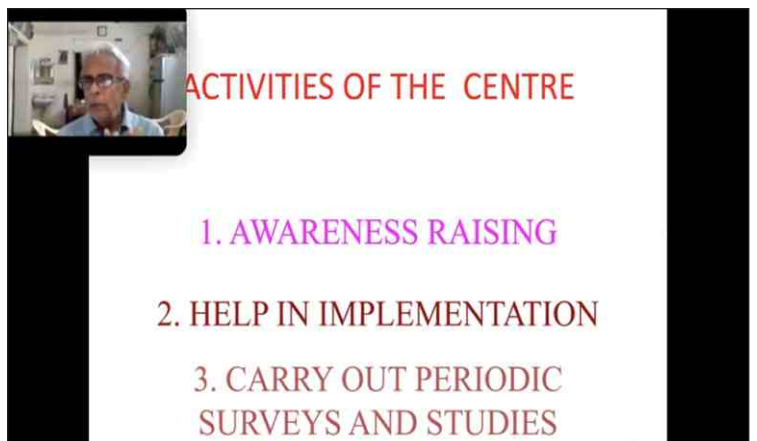 ACTIVITIES OF THE CENTRE
1. AWARENESS RAISING
2. HELP IN IMPLEMENTATION
3. CARRY OUT PERIODIC
SURVEYS AND STUDIES